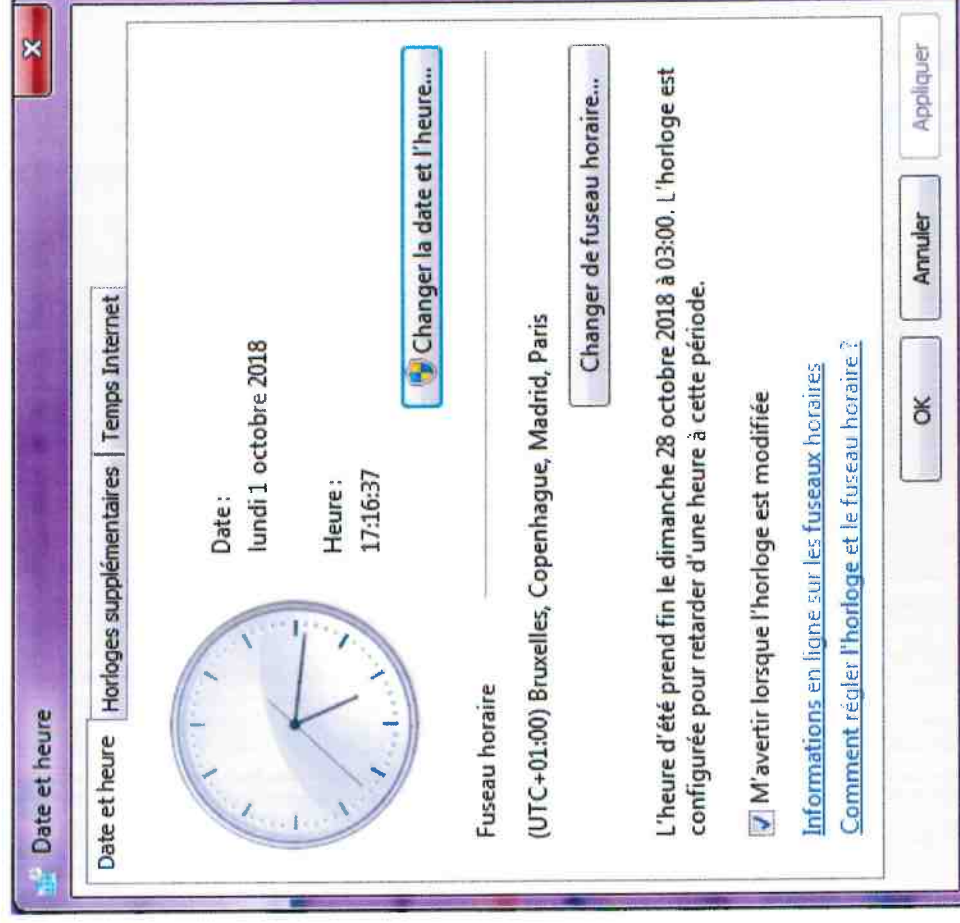 Date et heure
X
Date et heure
Horloges supplémentaires
Temps Internet
Date :
lundi 1 octobre 2018
Heure :
17:16:37
Changer la date et l'heure...
Fuseau horaire
(UTC+01:00) Bruxelles, Copenhague, Madrid, Paris
Changer de fuseau horaire...
L'heure d'été prend fin le dimanche 28 octobre 2018 à 03:00. L'horloge est
configurée pour retarder d'une heure à cette période.
M'avertir lorsque l'horloge est modifiée
Informations en ligne sur les fuseaux horaires
Comment régler l'horloge et le fuseau horaire ?
OK
Annuler
Appliquer